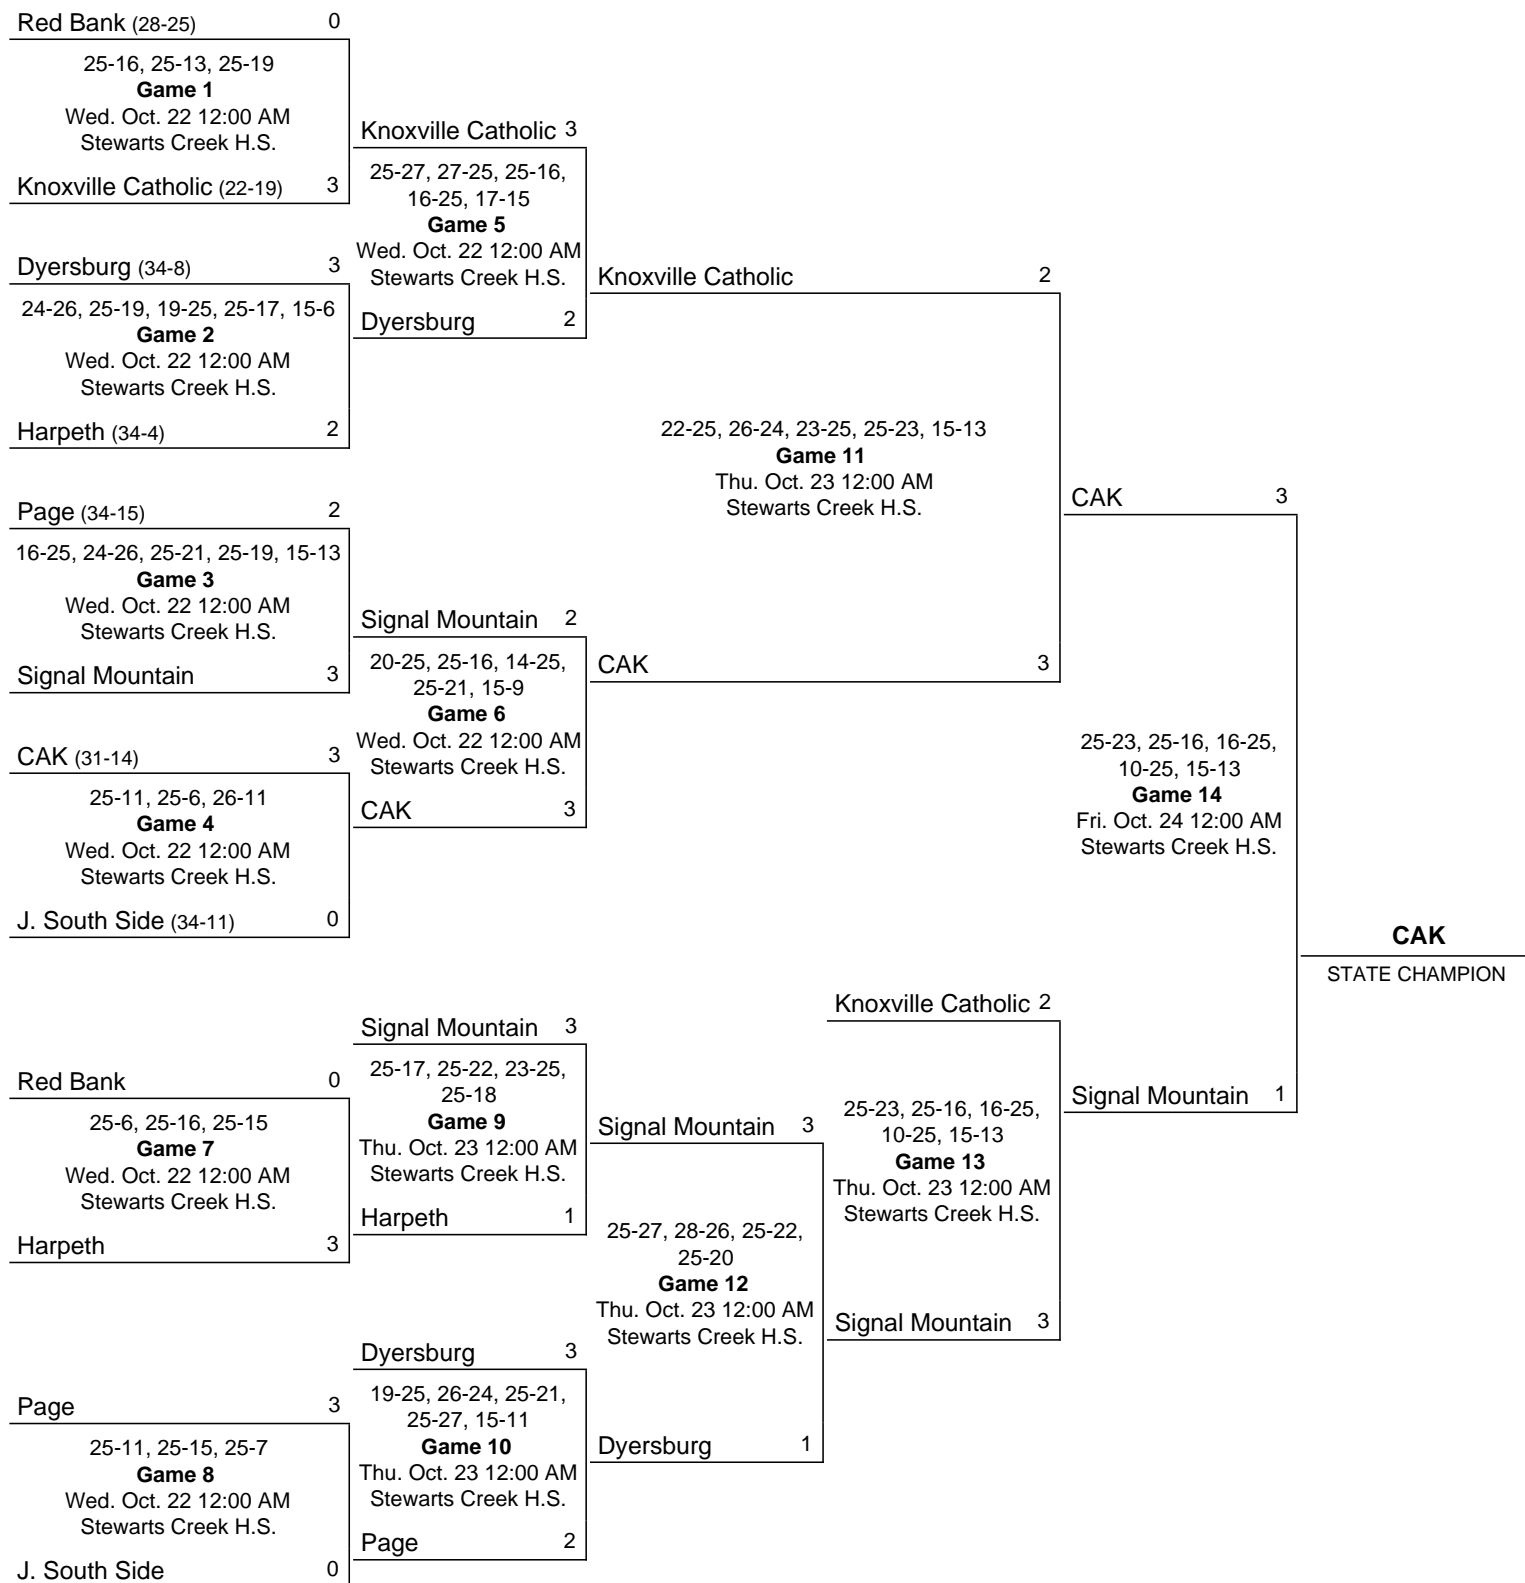 Red Bank (28-25) 0
25-16, 25-13, 25-19
Game 1
Wed. Oct. 22 12:00 AM
Stewarts Creek H.S.
Knoxville Catholic (22-19) 3
Dyersburg (34-8) 3
24-26, 25-19, 19-25, 25-17, 15-6
Game 2
Wed. Oct. 22 12:00 AM
Stewarts Creek H.S.
Harpeth (34-4) 2
Page (34-15) 2
16-25, 24-26, 25-21, 25-19, 15-13
Game 3
Wed. Oct. 22 12:00 AM
Stewarts Creek H.S.
Signal Mountain 3
CAK (31-14) 3
25-11, 25-6, 26-11
Game 4
Wed. Oct. 22 12:00 AM
Stewarts Creek H.S.
J. South Side (34-11) 0
Knoxville Catholic 3
25-27, 27-25, 25-16,
16-25, 17-15
Game 5
Wed. Oct. 22 12:00 AM
Stewarts Creek H.S.
Dyersburg 2
Signal Mountain 2
20-25, 25-16, 14-25,
25-21, 15-9
Game 6
Wed. Oct. 22 12:00 AM
Stewarts Creek H.S.
CAK 3
Knoxville Catholic 2
22-25, 26-24, 23-25, 25-23, 15-13
Game 11
Thu. Oct. 23 12:00 AM
Stewarts Creek H.S.
CAK 3
CAK 3
25-23, 25-16, 16-25,
10-25, 15-13
Game 14
Fri. Oct. 24 12:00 AM
Stewarts Creek H.S.
Signal Mountain 1
CAK
STATE CHAMPION
Red Bank 0
25-6, 25-16, 25-15
Game 7
Wed. Oct. 22 12:00 AM
Stewarts Creek H.S.
Harpeth 3
Page 3
25-11, 25-15, 25-7
Game 8
Wed. Oct. 22 12:00 AM
Stewarts Creek H.S.
J. South Side 0
Signal Mountain 3
25-17, 25-22, 23-25,
25-18
Game 9
Thu. Oct. 23 12:00 AM
Stewarts Creek H.S.
Harpeth 1
Dyersburg 3
19-25, 26-24, 25-21,
25-27, 15-11
Game 10
Thu. Oct. 23 12:00 AM
Stewarts Creek H.S.
Page 2
Signal Mountain 3
25-27, 28-26, 25-22,
25-20
Game 12
Thu. Oct. 23 12:00 AM
Stewarts Creek H.S.
Dyersburg 1
Knoxville Catholic 2
25-23, 25-16, 16-25,
10-25, 15-13
Game 13
Thu. Oct. 23 12:00 AM
Stewarts Creek H.S.
Signal Mountain 3